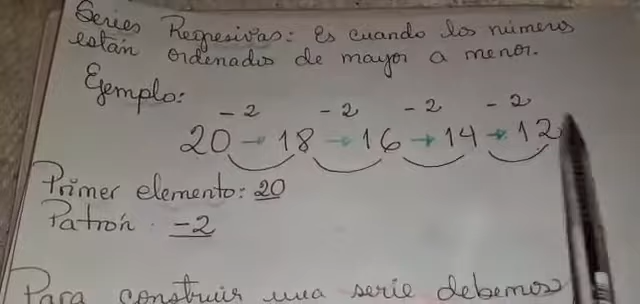 Series Regresivas: Es cuando los números
están ordenados de mayor a menor.
Ejemplo:
-2 -2 -2 -2
20 → 18 → 16 → 14 → 12
Primer elemento: 20
Patrón . -2
Para construir una serie debemos